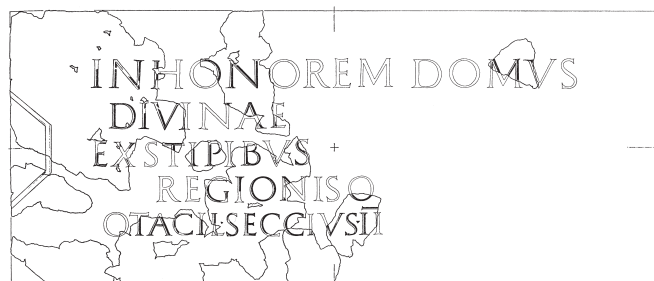 INHONOREM DOMVS
DIVINAE
EXSTIPIBVS
REGIONISO
OTACILSECCIVSII